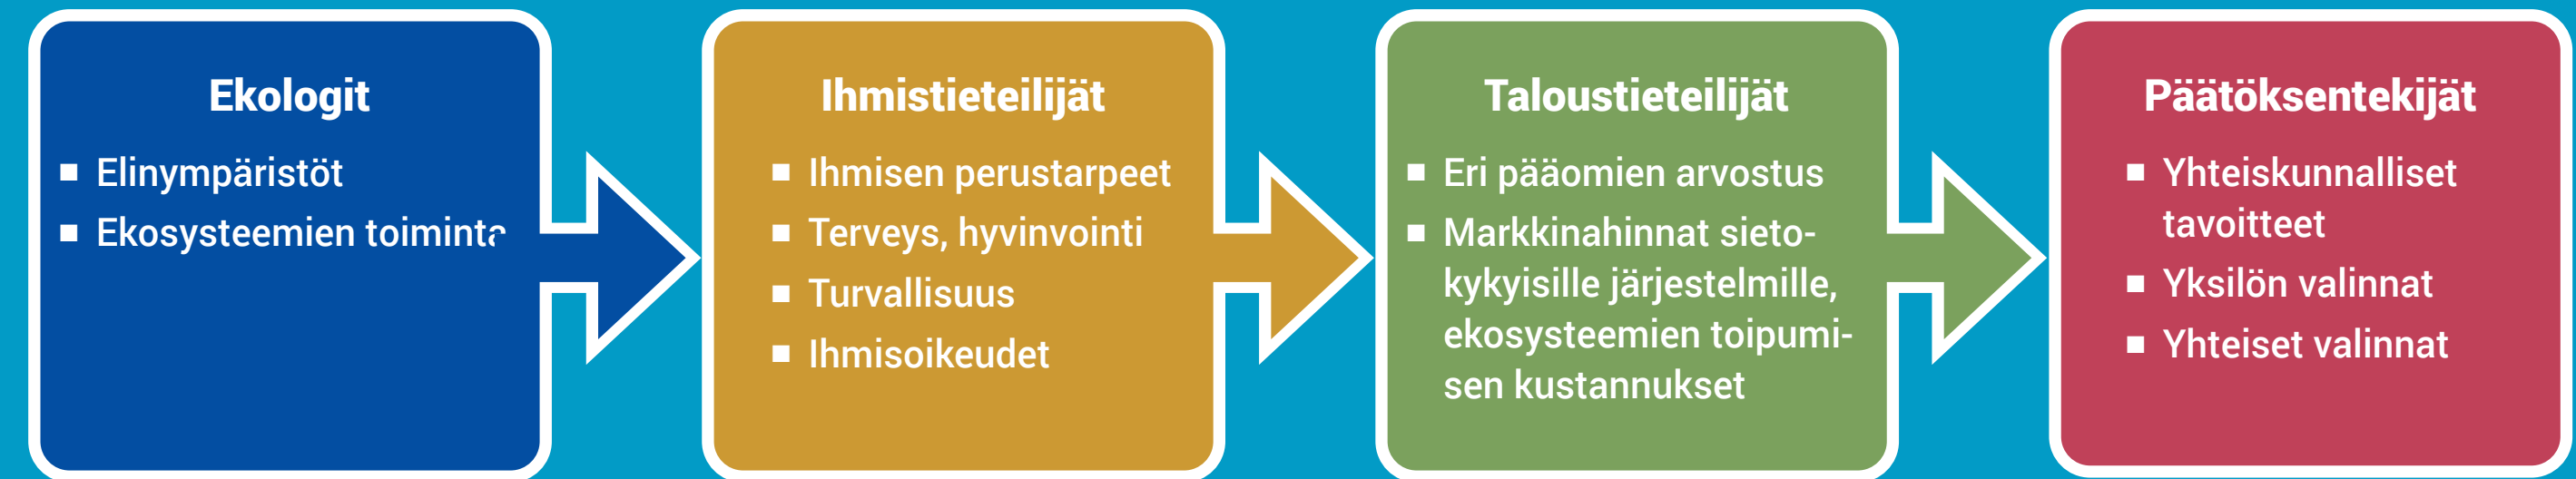 Ekologit
▪ Elinympäristöt
▪ Ekosysteemien toiminta
Ihmistieteilijät
▪ Ihmisen perustarpeet
▪ Terveys, hyvinvointi
▪ Turvallisuus
▪ Ihmisoikeudet
Taloustieteilijät
▪ Eri pääomien arvostus
▪ Markkinahinnat sieto-
kykyisille järjestelmille,
ekosysteemien toipumi-
sen kustannukset
Päätöksentekijät
▪ Yhteiskunnalliset
tavoitteet
▪ Yksilön valinnat
▪ Yhteiset valinnat